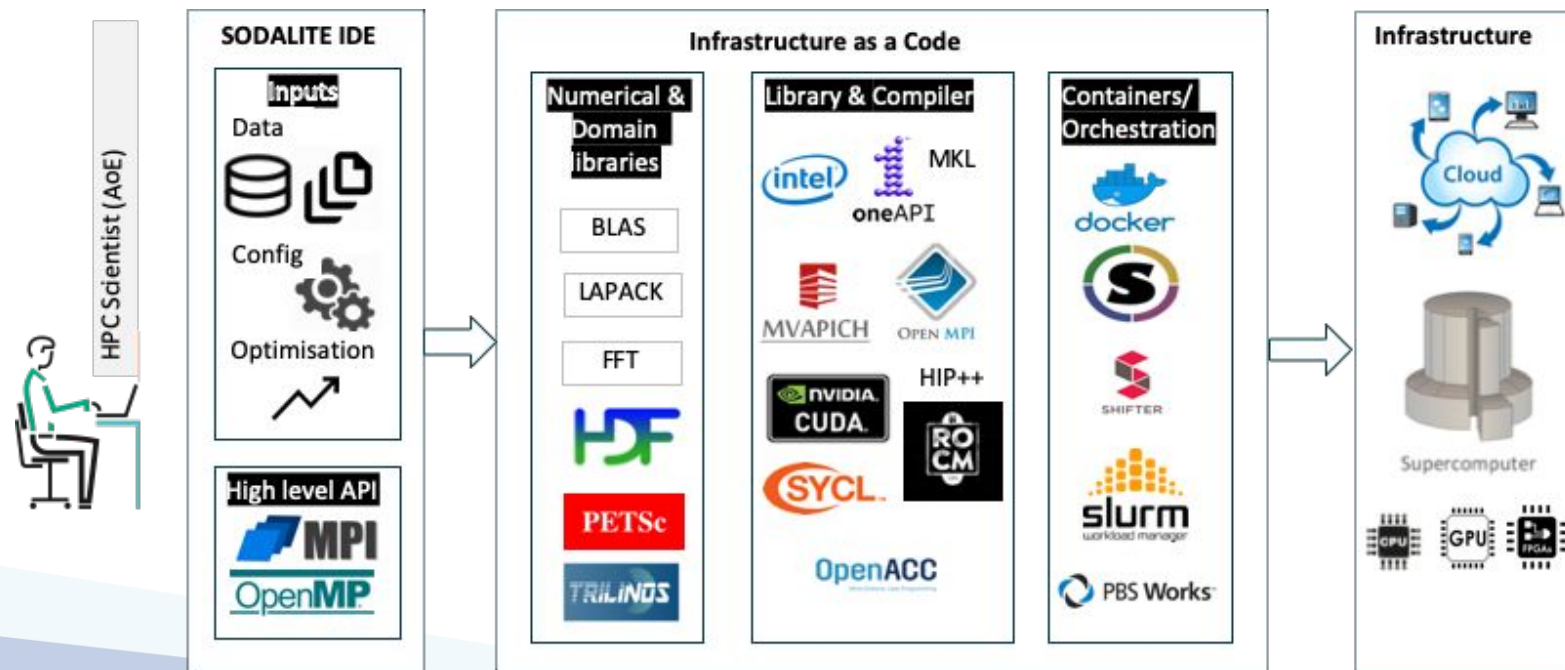 HPC Scientist (AoE)
SODALITE IDE
Inputs
Data
Config
Optimisation
High level API
MPI
OpenMP
Infrastructure as a Code
Numerical &
Domain
libraries
BLAS
LAPACK
FFT
HDF
PETSc
TRILINOS
Library & Compiler
intel
MKL
oneAPI
MVAPICH
OPEN MPI
NVIDIA.
CUDA.
HIP++
RO
CM
SYCL™
OpenACC
Containers/
Orchestration
docker
S
SHIFTER
slurm
workload manager
PBS Works™
Infrastructure
Cloud
Supercomputer
CPU
GPU
FPGAs